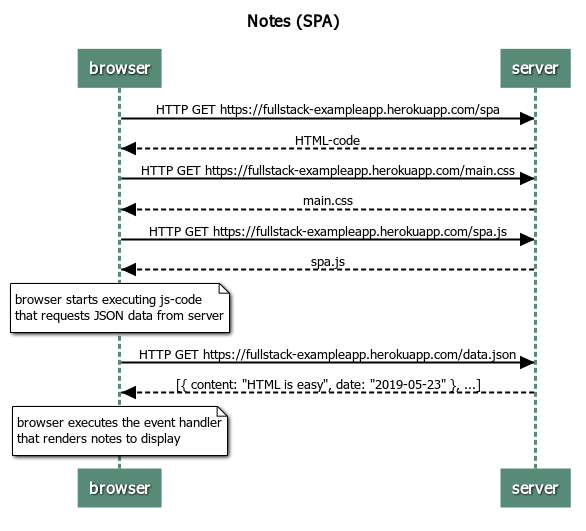 Notes (SPA)
browser
server
HTTP GET https://fullstack-exampleapp.herokuapp.com/spa
HTML-code
HTTP GET https://fullstack-exampleapp.herokuapp.com/main.css
main.css
HTTP GET https://fullstack-exampleapp.herokuapp.com/spa.js
spa.js
browser starts executing js-code
that requests JSON data from server
HTTP GET https://fullstack-exampleapp.herokuapp.com/data.json
[{ content: "HTML is easy", date: "2019-05-23" }, ...]
browser executes the event handler
that renders notes to display
browser
server